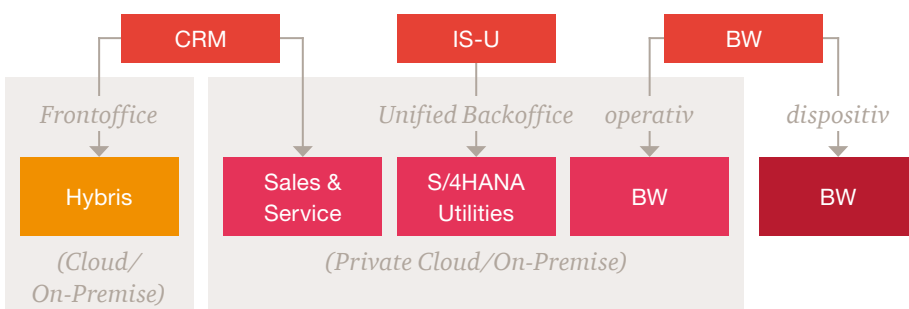 CRM
IS-U
BW
Frontoffice
Unified Backoffice
operativ
dispositiv
Hybris
Sales &
Service
S/4HANA
Utilities
BW
BW
(Cloud/
On-Premise)
(Private Cloud/On-Premise)